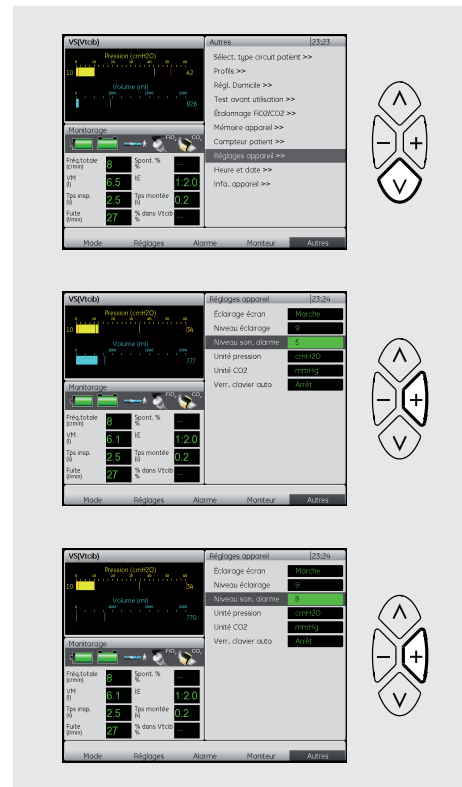 VS(Vtcib)
Pression (cmH2O)
10
42
Volume (ml)
926
Monitorage
FiO2 CO2
Fréq.totale (c/min) 8 Spont. % % --
VM (l) 6.5 I:E 1:2.0
Tps insp. (s) 2.5 Tps montée (s) 0.2
Fuite (l/min) 27 % dans Vtcib % --
Autres 23:23
Sélect. type circuit patient >>
Profils >>
Régl. Domicile >>
Test avant utilisation >>
Étalonnage FiO2/CO2 >>
Mémoire appareil >>
Compteur patient >>
Réglages appareil >>
Heure et date >>
Info. appareil >>
Mode Réglages Alarme Moniteur Autres
VS(Vtcib)
Pression (cmH2O)
10
34
Volume (ml)
777
Monitorage
FiO2 CO2
Fréq.totale (c/min) 8 Spont. % % --
VM (l) 6.1 I:E 1:2.0
Tps insp. (s) 2.5 Tps montée (s) 0.2
Fuite (l/min) 27 % dans Vtcib % --
Réglages appareil 23:24
Éclairage écran Marche
Niveau éclairage 9
Niveau son. alarme 5
Unité pression cmH2O
Unité CO2 mmHg
Verr. clavier auto Arrêt
Mode Réglages Alarme Moniteur Autres
VS(Vtcib)
Pression (cmH2O)
10
34
Volume (ml)
770
Monitorage
FiO2 CO2
Fréq.totale (c/min) 8 Spont. % % --
VM (l) 6.1 I:E 1:2.0
Tps insp. (s) 2.5 Tps montée (s) 0.2
Fuite (l/min) 27 % dans Vtcib % --
Réglages appareil 23:24
Éclairage écran Marche
Niveau éclairage 9
Niveau son. alarme 8
Unité pression cmH2O
Unité CO2 mmHg
Verr. clavier auto Arrêt
Mode Réglages Alarme Moniteur Autres